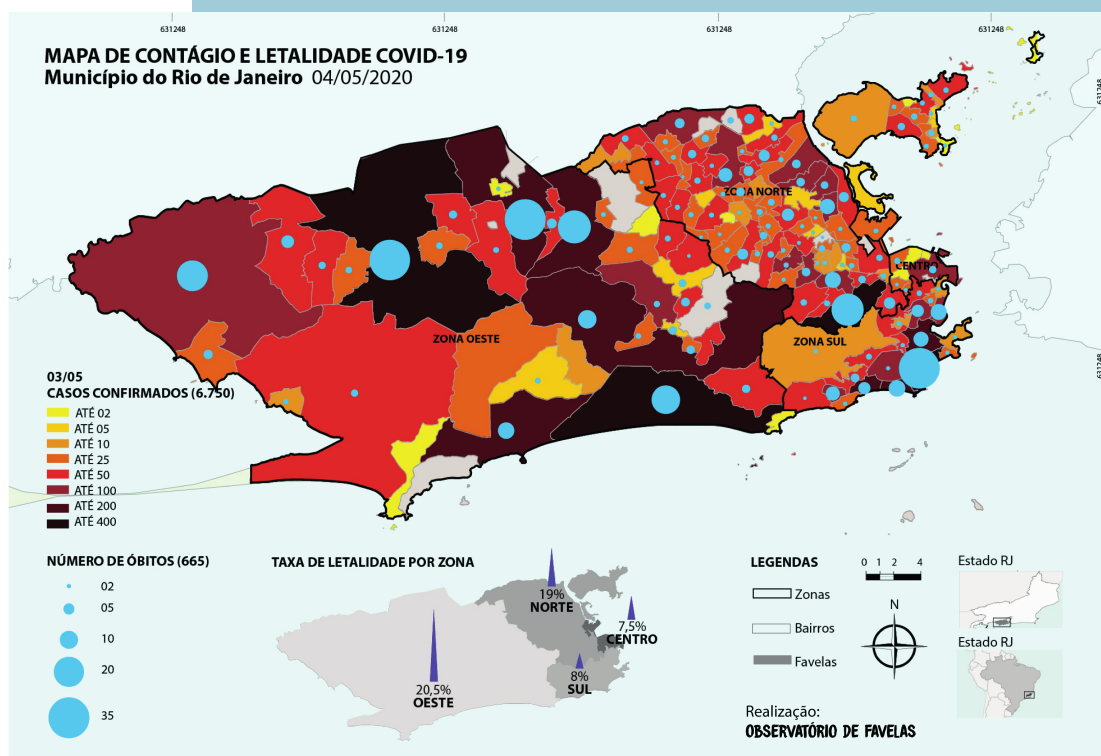 631248 631248 631248 631248
MAPA DE CONTÁGIO E LETALIDADE COVID-19
Município do Rio de Janeiro 04/05/2020
631248
ZONA NORTE
CENTRO
ZONA OESTE
ZONA SUL
631248
03/05
CASOS CONFIRMADOS (6.750)
ATÉ 02
ATÉ 05
ATÉ 10
ATÉ 25
ATÉ 50
ATÉ 100
ATÉ 200
ATÉ 400
NÚMERO DE ÓBITOS (665)
02
05
10
20
35
TAXA DE LETALIDADE POR ZONA
19%
NORTE
7,5%
CENTRO
8%
SUL
20,5%
OESTE
LEGENDAS
Zonas
Bairros
Favelas
0 1 2 4
N
Estado RJ
Estado RJ
Realização:
OBSERVATÓRIO DE FAVELAS